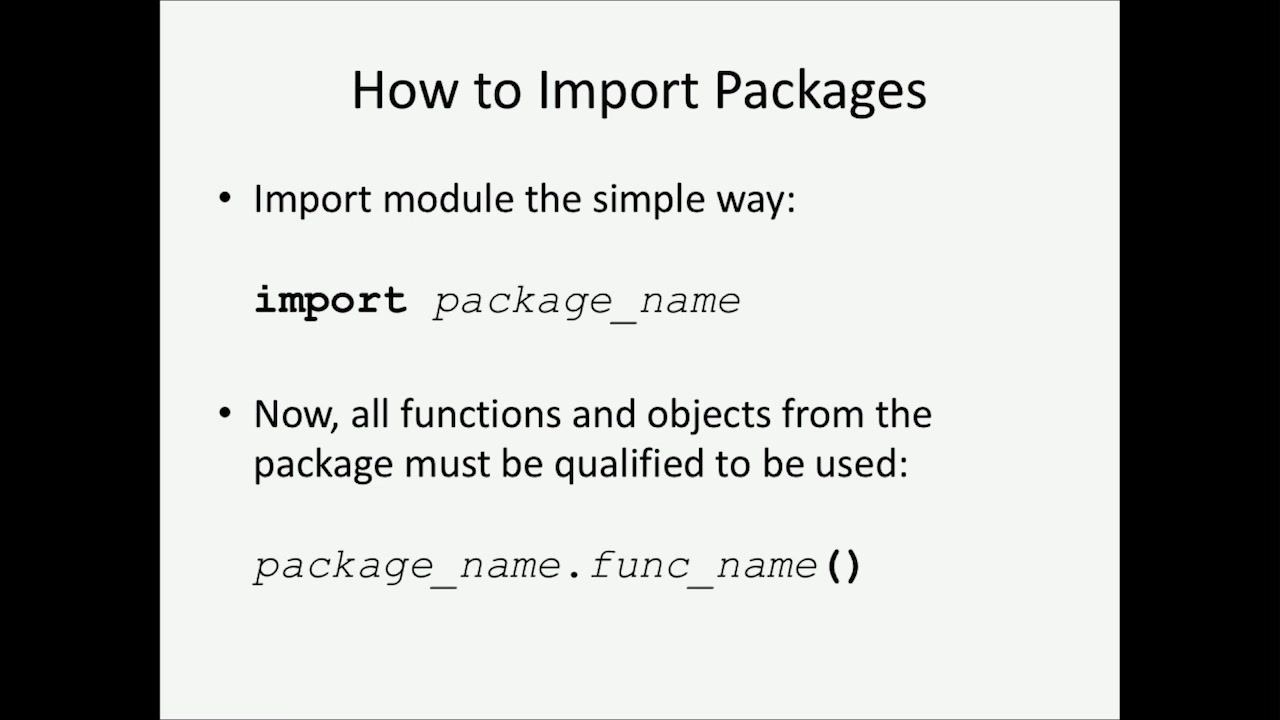 How to Import Packages
• Import module the simple way:
import package_name
• Now, all functions and objects from the
package must be qualified to be used:
package_name.func_name()